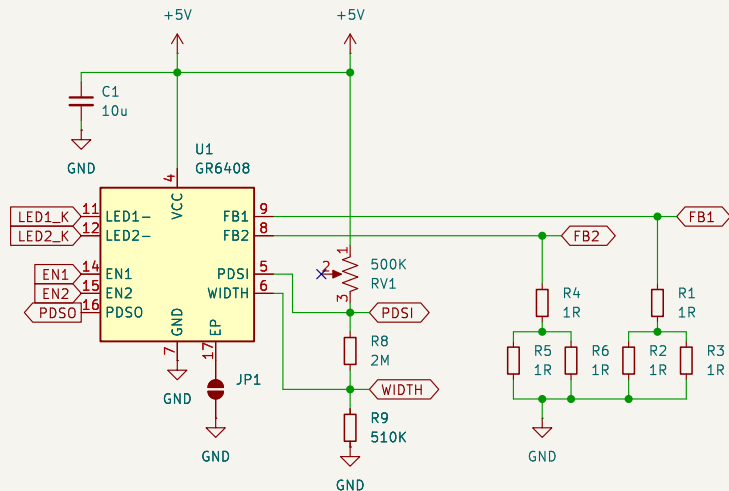 +5V
+5V
C1
10u
GND
U1
GR6408
4
VCC
LED1_K
11
LED1-
FB1
9
FB1
LED2_K
12
LED2-
FB2
8
FB2
EN1
14
EN1
PDSI
5
EN2
15
EN2
WIDTH
6
PDSO
16
PDSO
GND
EP
7
17
GND
JP1
GND
1
2
3
500K
RV1
PDSI
R8
2M
WIDTH
R9
510K
GND
R4
1R
R1
1R
R5
1R
R6
1R
R2
1R
R3
1R
GND